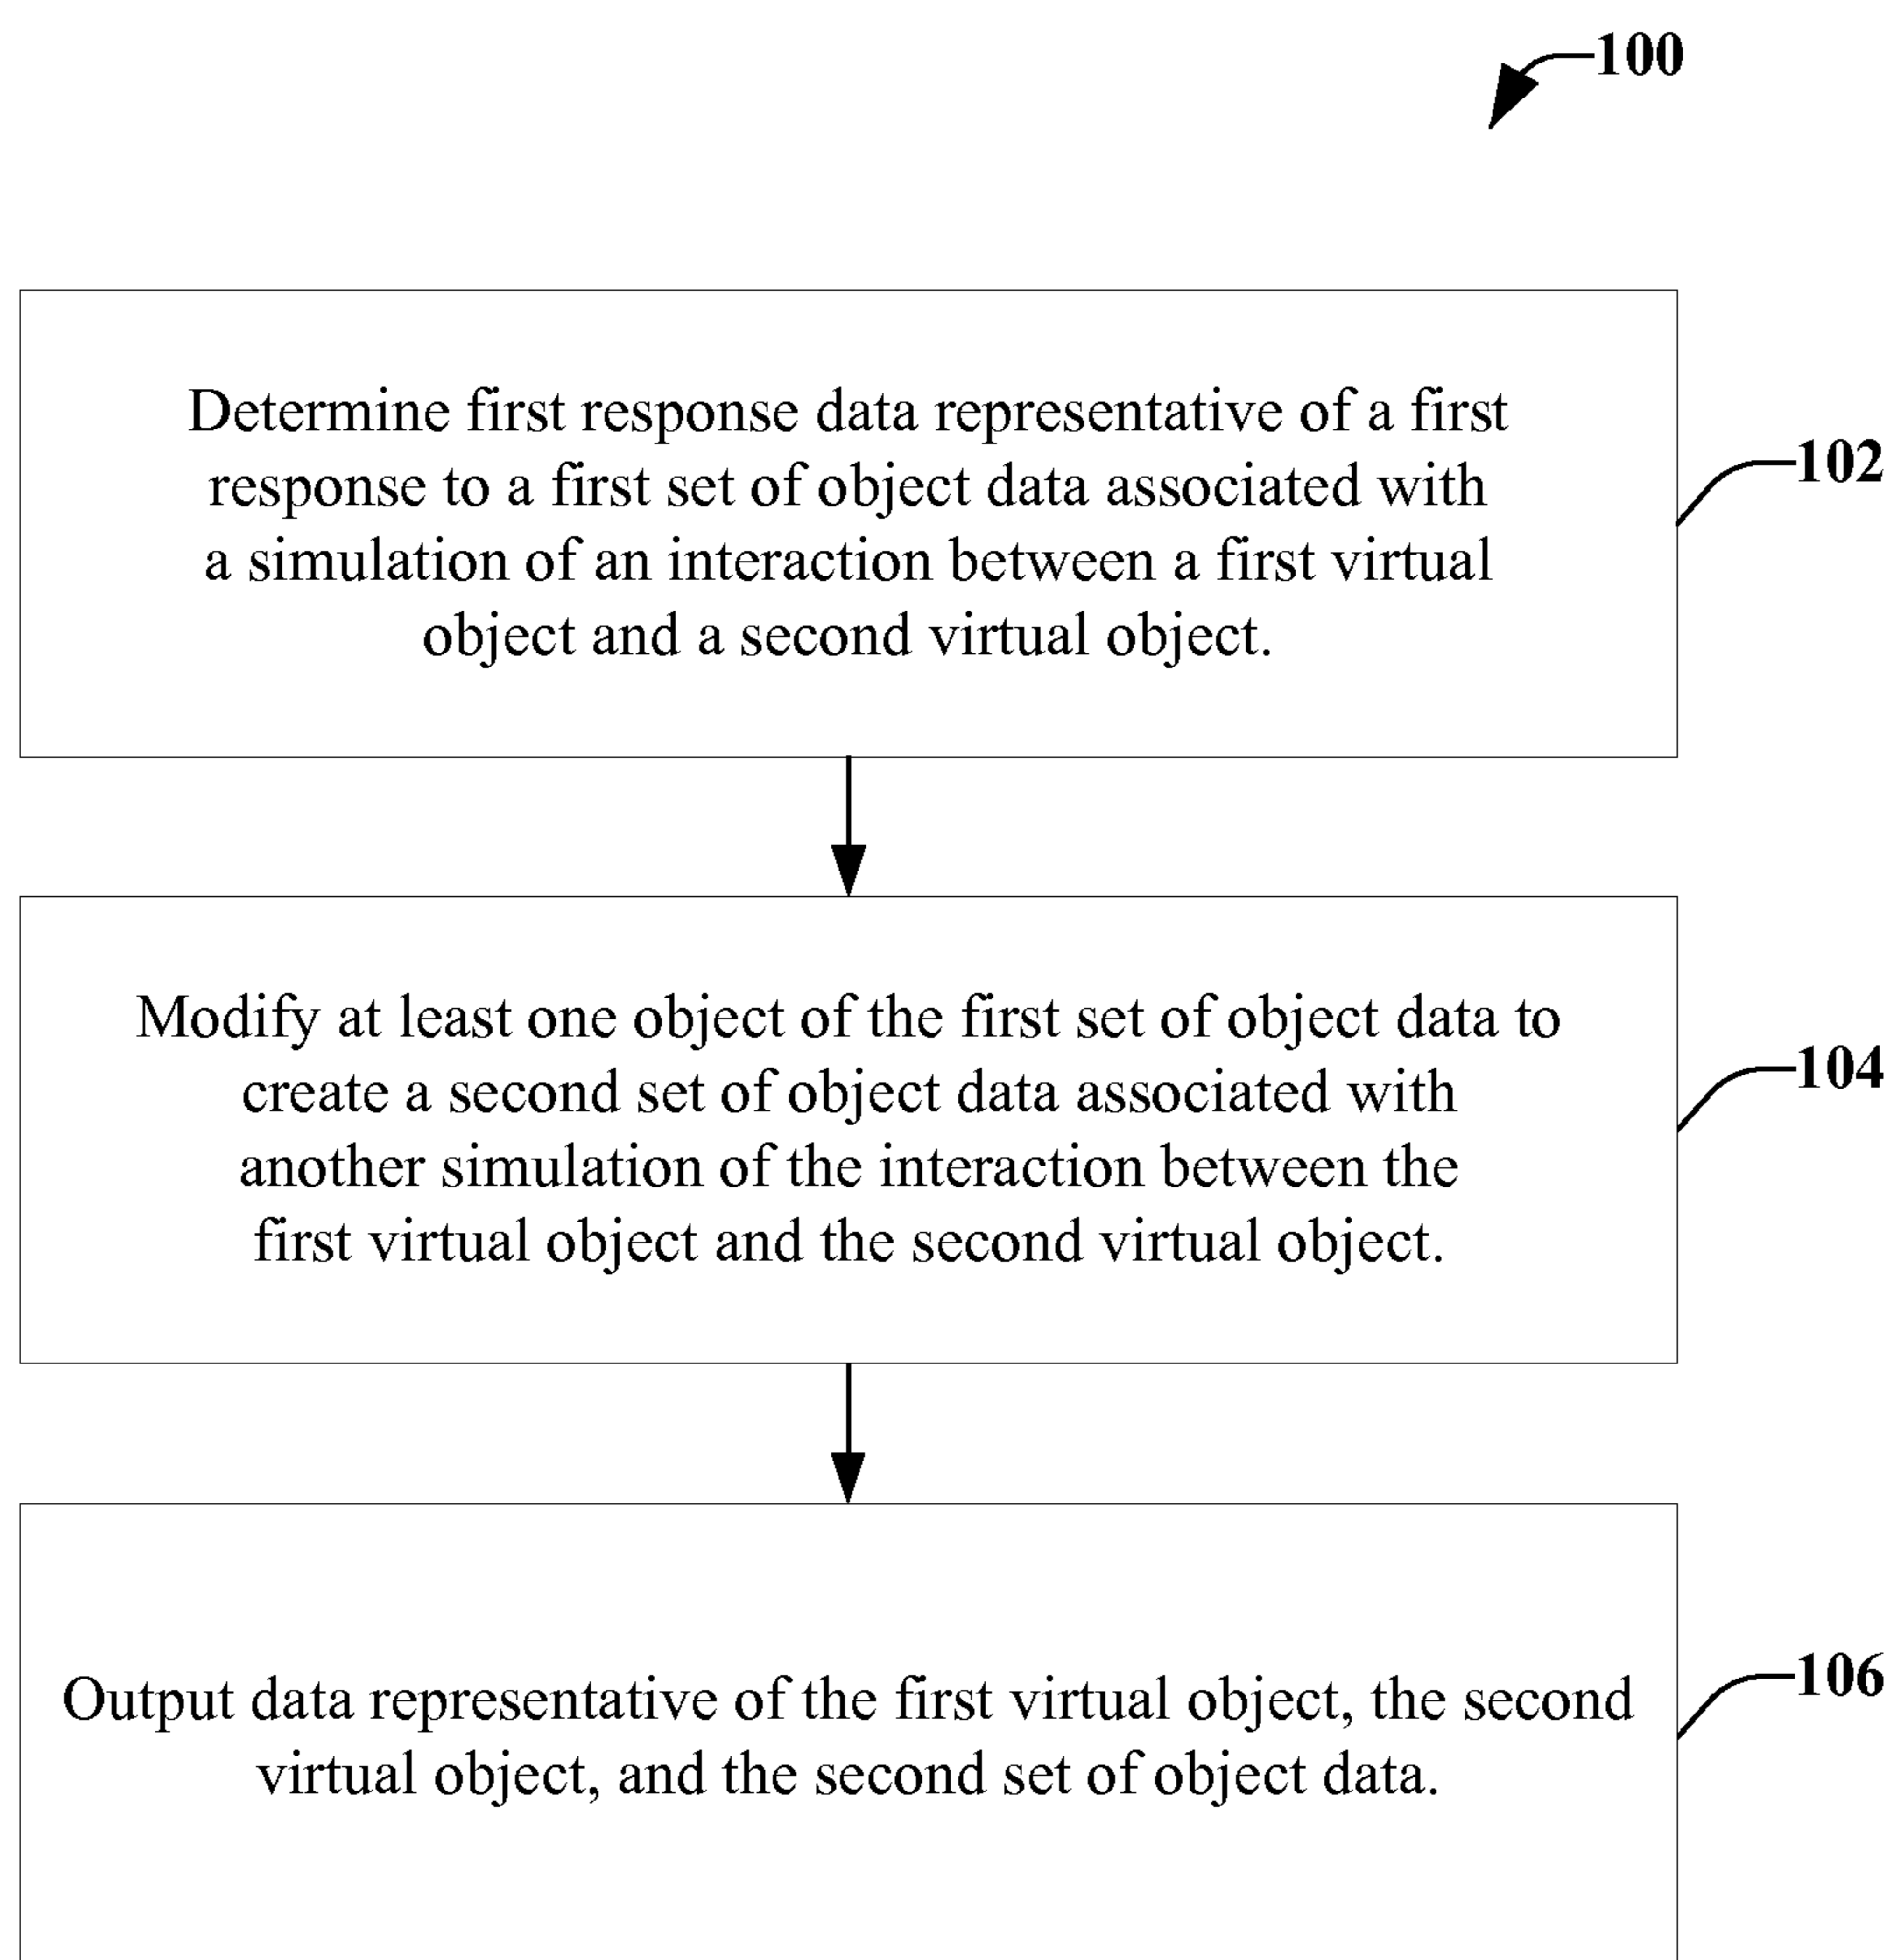 100
Determine first response data representative of a first
response to a first set of object data associated with
a simulation of an interaction between a first virtual
object and a second virtual object.
102
Modify at least one object of the first set of object data to
create a second set of object data associated with
another simulation of the interaction between the
first virtual object and the second virtual object.
104
Output data representative of the first virtual object, the second
virtual object, and the second set of object data.
106